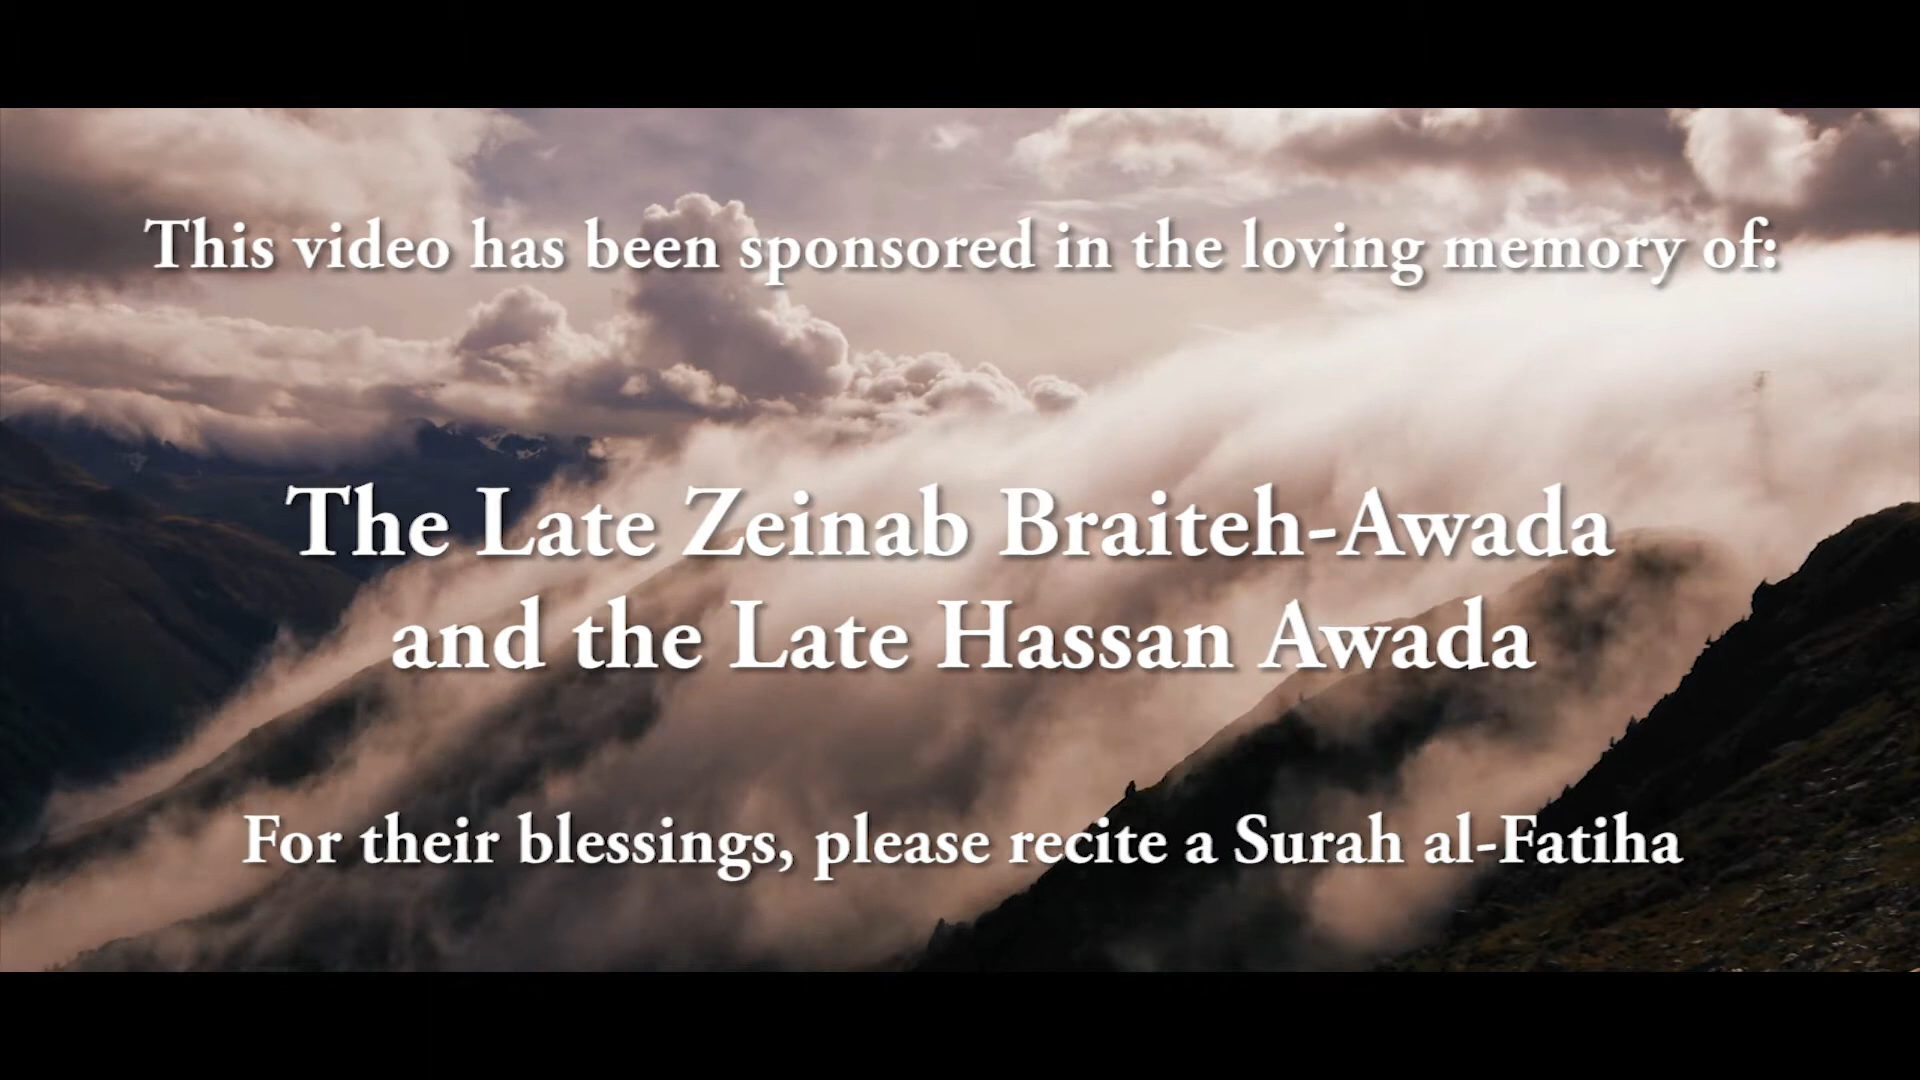 This video has been sponsored in the loving memory of:
The Late Zeinab Braiteh-Awada
and the Late Hassan Awada
For their blessings, please recite a Surah al-Fatiha